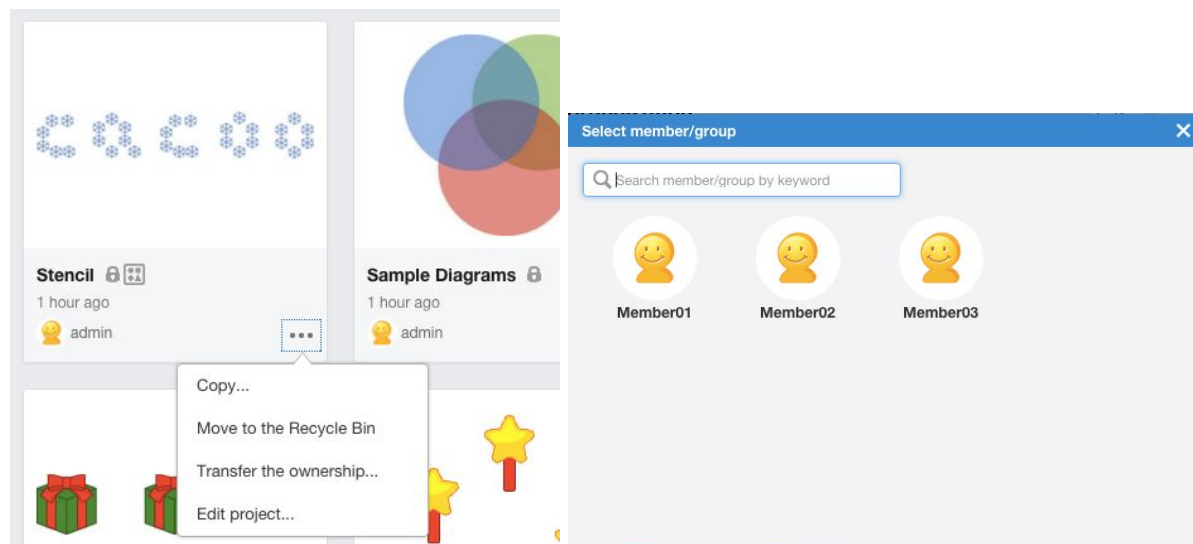 cacoo
Stencil
1 hour ago
admin
Sample Diagrams
1 hour ago
admin
Copy...
Move to the Recycle Bin
Transfer the ownership...
Edit project...
Select member/group
Search member/group by keyword
Member01 Member02 Member03